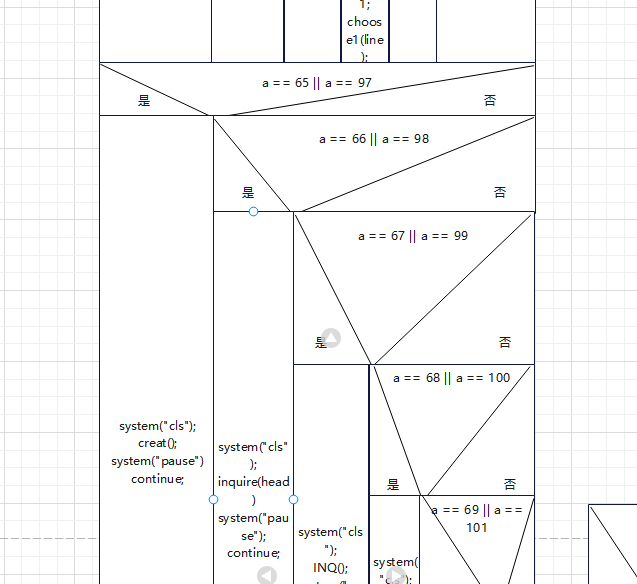 1;
choos
e1(line
);
a == 65 || a == 97
是
否
a == 66 || a == 98
是
否
a == 67 || a == 99
是
否
a == 68 || a == 100
是
否
a == 69 || a ==
101
system("cls");
creat();
system("pause")
continue;
system("cls"
);
inquire(head
)
system("pau
se");
continue;
system("cls
");
INQ();
system(